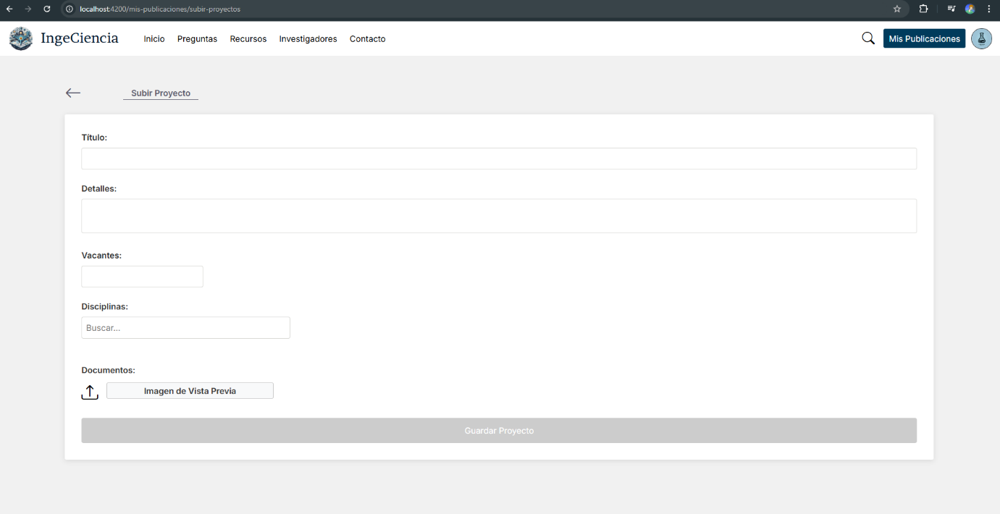 localhost:4200/mis-publicaciones/subir-proyectos
IngeCiencia Inicio Preguntas Recursos Investigadores Contacto Mis Publicaciones
Subir Proyecto
Título:
Detalles:
Vacantes:
Disciplinas:
Buscar...
Documentos:
Imagen de Vista Previa
Guardar Proyecto